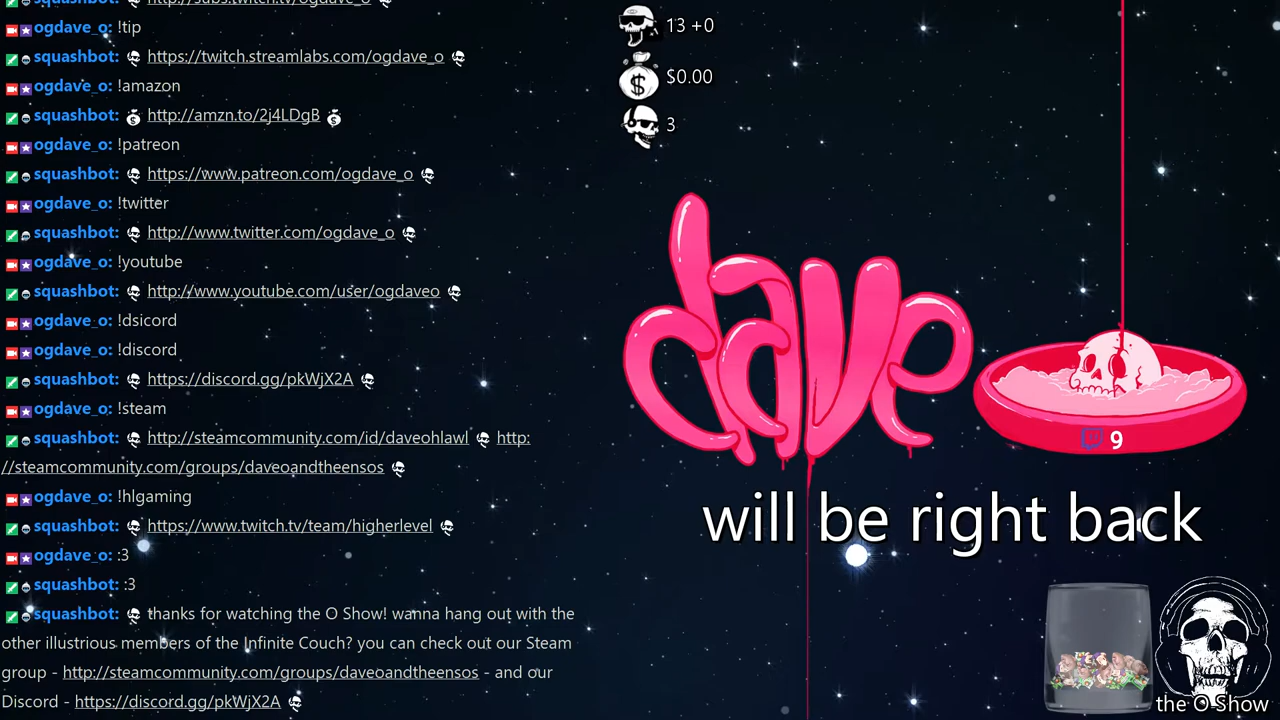 squashbot: http://subs.twitch.tv/ogdave_o
ogdave_o: !tip
squashbot: https://twitch.streamlabs.com/ogdave_o
ogdave_o: !amazon
squashbot: http://amzn.to/2j4LDgB
ogdave_o: !patreon
squashbot: https://www.patreon.com/ogdave_o
ogdave_o: !twitter
squashbot: http://www.twitter.com/ogdave_o
ogdave_o: !youtube
squashbot: http://www.youtube.com/user/ogdaveo
ogdave_o: !dsicord
ogdave_o: !discord
squashbot: https://discord.gg/pkWjX2A
ogdave_o: !steam
squashbot: http://steamcommunity.com/id/daveohlawl http:
//steamcommunity.com/groups/daveoandtheensos
ogdave_o: !hlgaming
squashbot: https://www.twitch.tv/team/higherlevel
ogdave_o: :3
squashbot: :3
squashbot: thanks for watching the O Show! wanna hang out with the
other illustrious members of the Infinite Couch? you can check out our Steam
group - http://steamcommunity.com/groups/daveoandtheensos - and our
Discord - https://discord.gg/pkWjX2A
13 +0
$0.00
3
dave
9
will be right back
the O Show